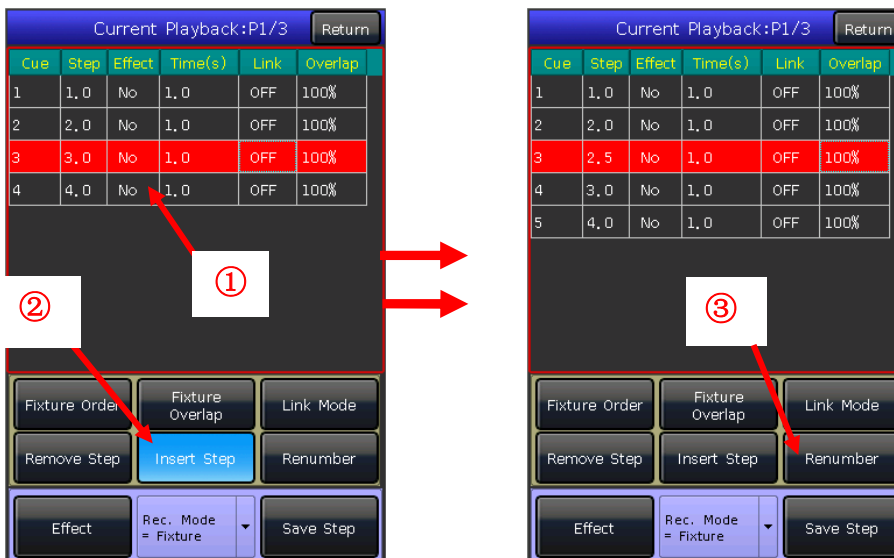 Current Playback:P1/3 Return
Cue Step Effect Time(s) Link Overlap
1 1.0 No 1.0 OFF 100%
2 2.0 No 1.0 OFF 100%
3 3.0 No 1.0 OFF 100%
4 4.0 No 1.0 OFF 100%
①
②
Fixture Order
Fixture
Overlap
Link Mode
Remove Step Insert Step Renumber
Effect
Rec. Mode
= Fixture
Save Step
Current Playback:P1/3 Return
Cue Step Effect Time(s) Link Overlap
1 1.0 No 1.0 OFF 100%
2 2.0 No 1.0 OFF 100%
3 2.5 No 1.0 OFF 100%
4 3.0 No 1.0 OFF 100%
5 4.0 No 1.0 OFF 100%
③
Fixture Order
Fixture
Overlap
Link Mode
Remove Step Insert Step Renumber
Effect
Rec. Mode
= Fixture
Save Step